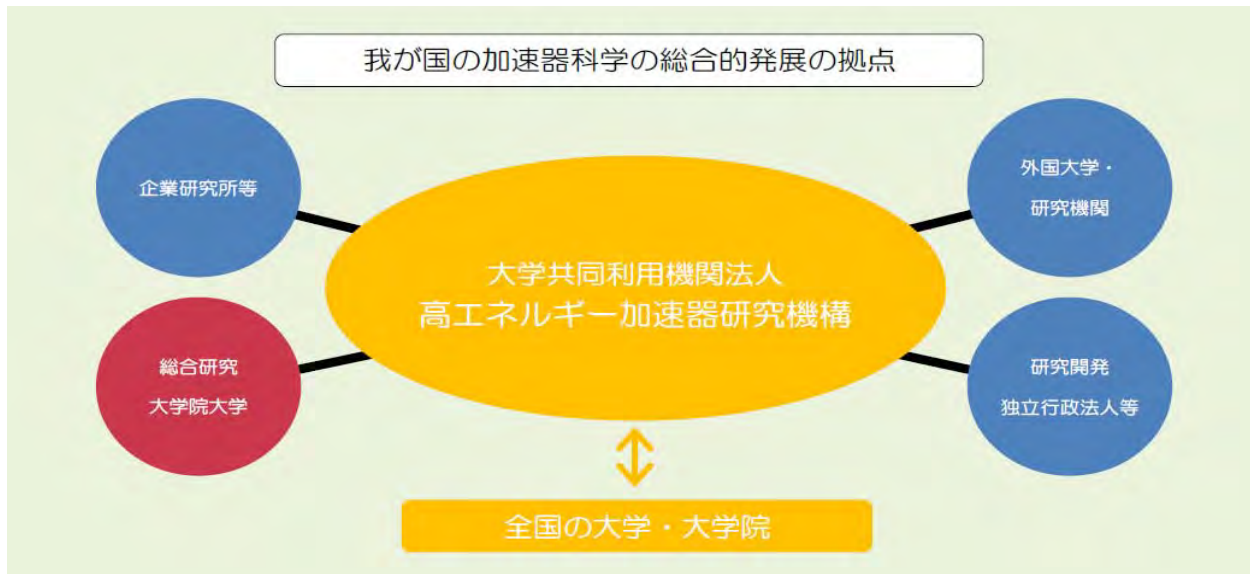 我が国の加速器科学の総合的発展の拠点
企業研究所等
外国大学・
研究機関
大学共同利用機関法人
高エネルギー加速器研究機構
総合研究
大学院大学
研究開発
独立行政法人等
全国の大学・大学院